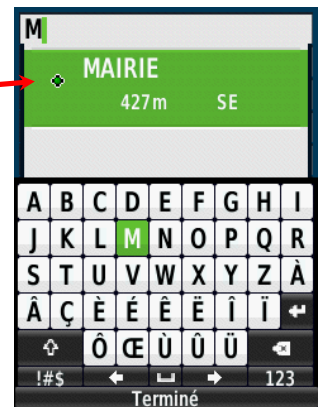 M
MAIRIE
427m SE
A B C D E F G H I
J K L M N O P Q R
S T U V W X Y Z À
Â Ç È É Ê Ë Î Ï
Ô Œ Ù Û Ü
!#$ 123
Terminé